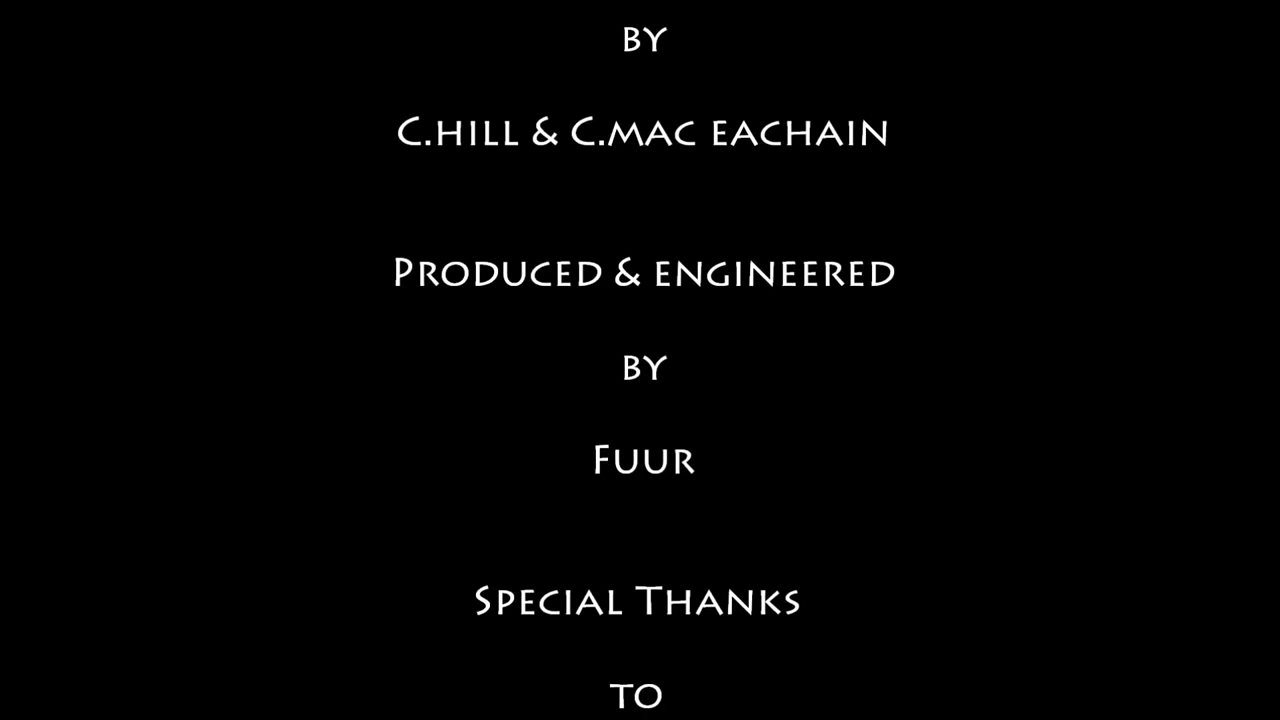 BY
C.HILL & C.MAC EACHAIN
PRODUCED & ENGINEERED
BY
FUUR
SPECIAL THANKS
TO